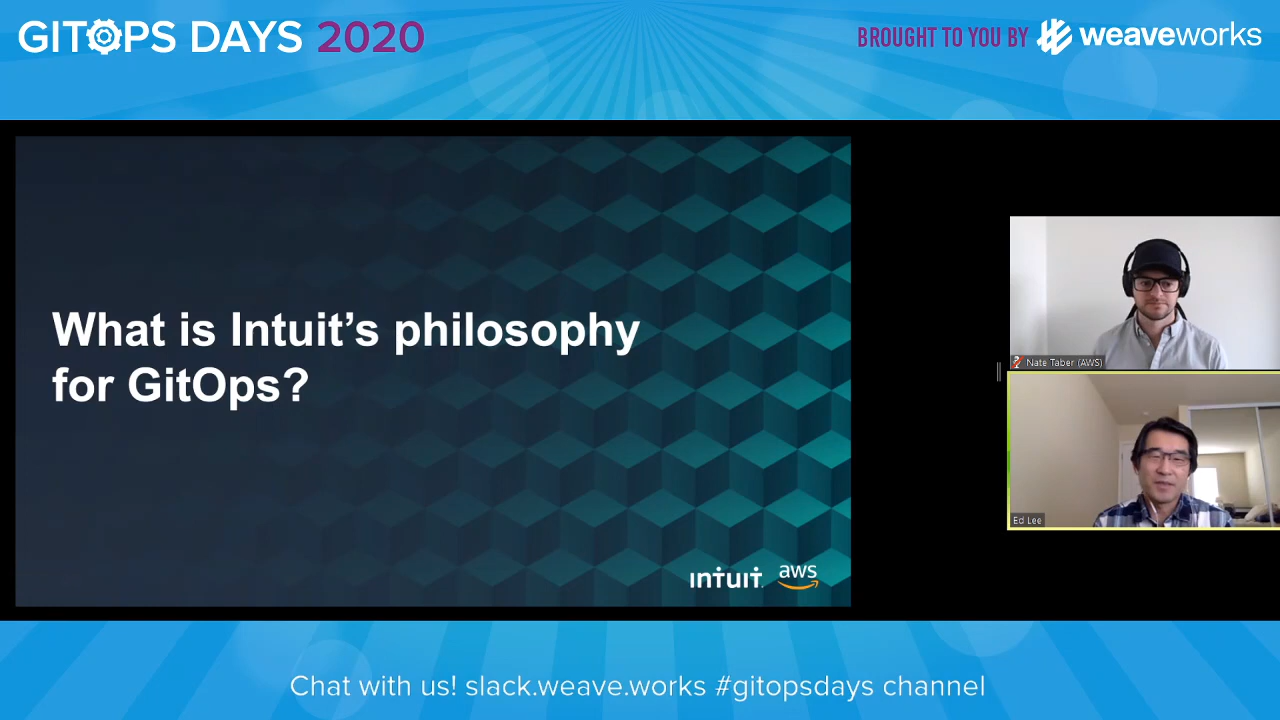 GITOPS DAYS 2020
BROUGHT TO YOU BY weaveworks
What is Intuit's philosophy
for GitOps?
intuit aws
Nate Taber (AWS)
Ed Lee
Chat with us! slack.weave.works #gitopsdays channel